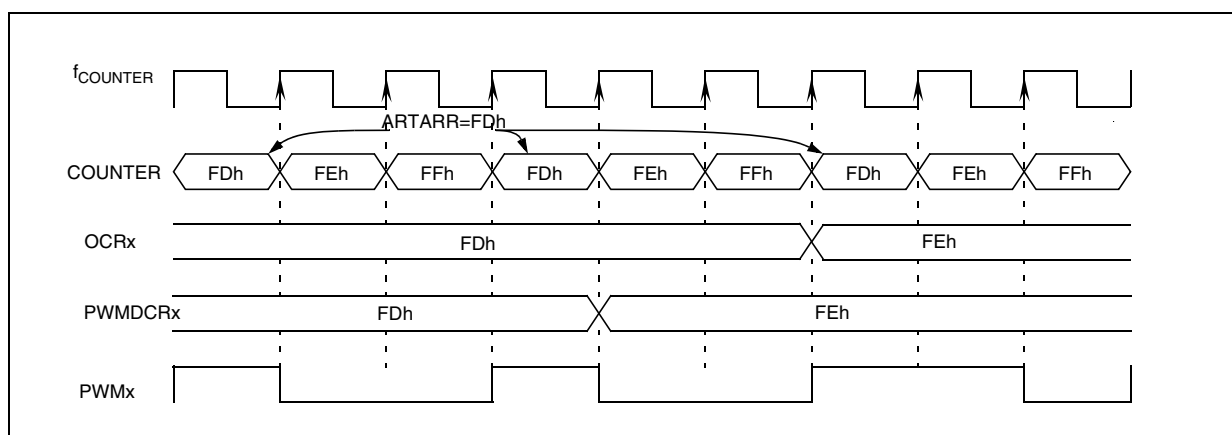 fCOUNTER
ARTARR=FDh
COUNTER FDh FEh FFh FDh FEh FFh FDh FEh FFh
OCRx FDh FEh
PWMDCRx FDh FEh
PWMx